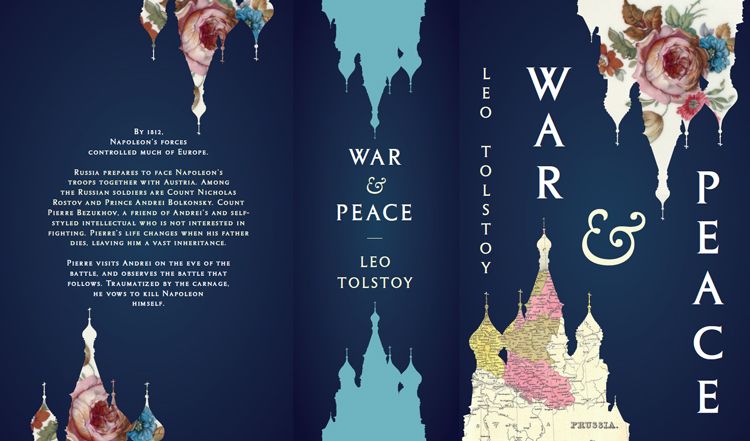 By 1812,
Napoleon's forces
controlled much of Europe.
Russia prepares to face Napoleon's
troops together with Austria. Among
the Russian soldiers are Count Nicholas
Rostov and Prince Andrei Bolkonsky. Count
Pierre Bezukhov, a friend of Andrei's and self-
styled intellectual who is not interested in
fighting. Pierre's life changes when his father
dies, leaving him a vast inheritance.
Pierre visits Andrei on the eve of the
battle, and observes the battle that
follows. Traumatized by the carnage,
he vows to kill Napoleon
himself.
WAR
&
PEACE
LEO
TOLSTOY
LEO TOLSTOY
WAR
&
PEACE
PRUSSIA.